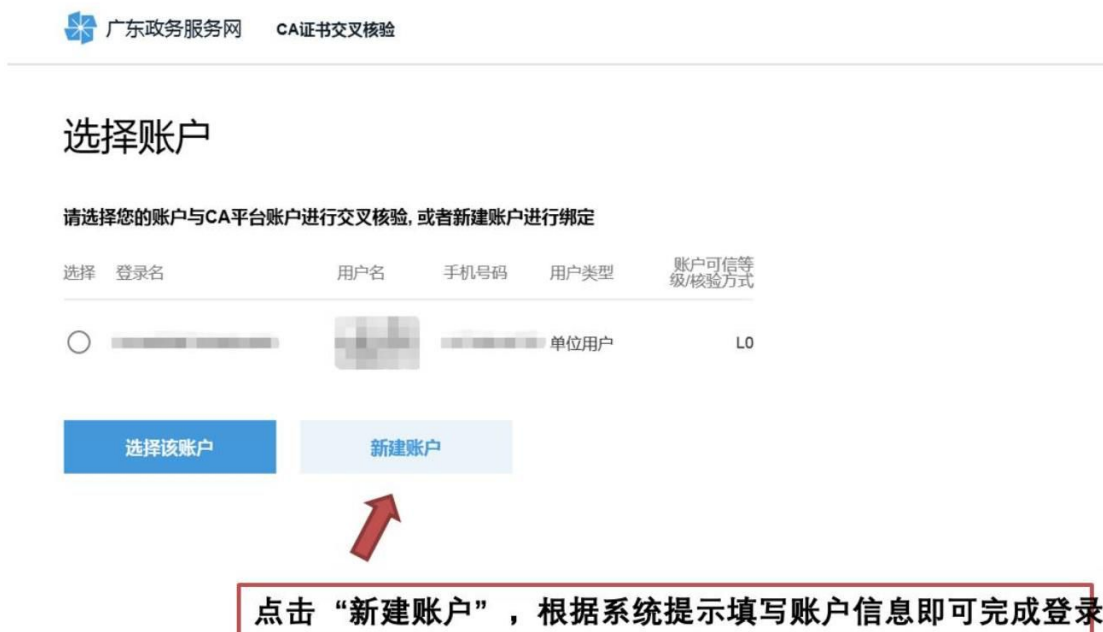 广东政务服务网 CA证书交叉核验
选择账户
请选择您的账户与CA平台账户进行交叉核验, 或者新建账户进行绑定
选择 登录名 用户名 手机号码 用户类型 账户可信等
级/核验方式
单位用户 L0
选择该账户 新建账户
点击“新建账户”，根据系统提示填写账户信息即可完成登录